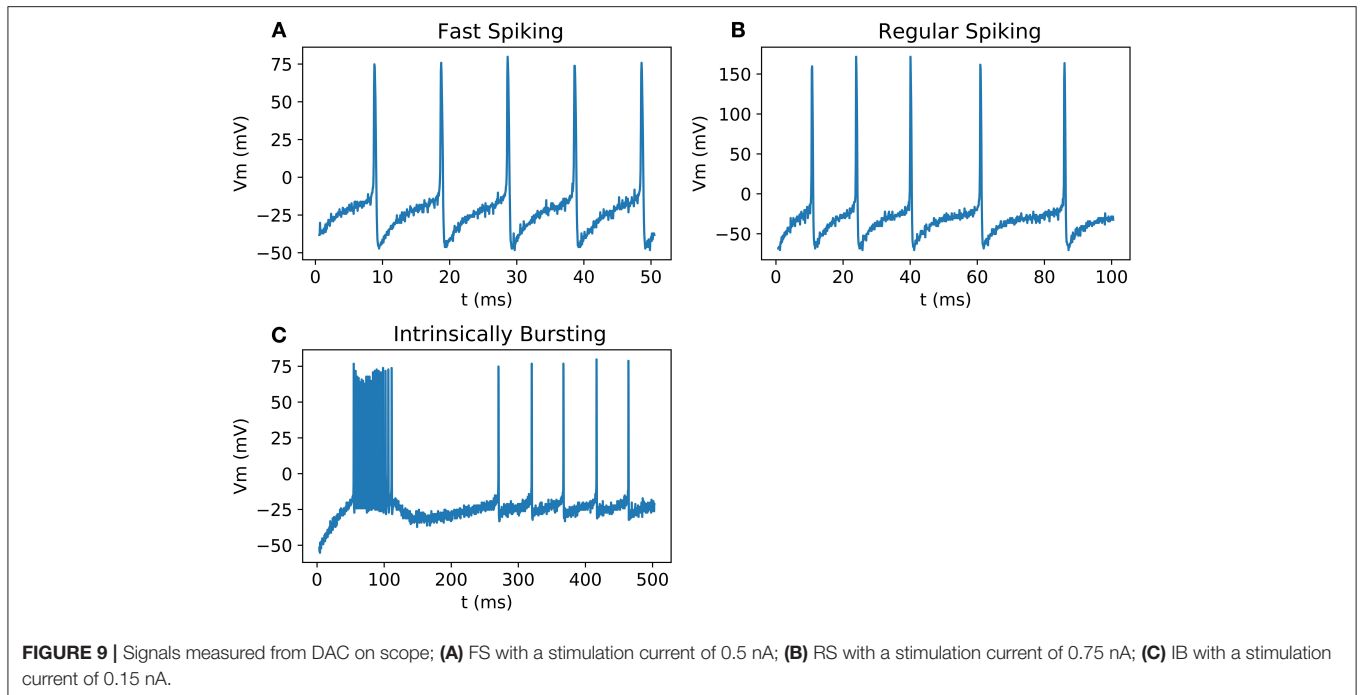 A
Fast Spiking
75
50
25
0
−25
−50
Vm (mV)
0 10 20 30 40 50
t (ms)
B
Regular Spiking
150
100
50
0
−50
Vm (mV)
0 20 40 60 80 100
t (ms)
C
Intrinsically Bursting
75
50
25
0
−25
−50
Vm (mV)
0 100 200 300 400 500
t (ms)
FIGURE 9 | Signals measured from DAC on scope; (A) FS with a stimulation current of 0.5 nA; (B) RS with a stimulation current of 0.75 nA; (C) IB with a stimulation
current of 0.15 nA.